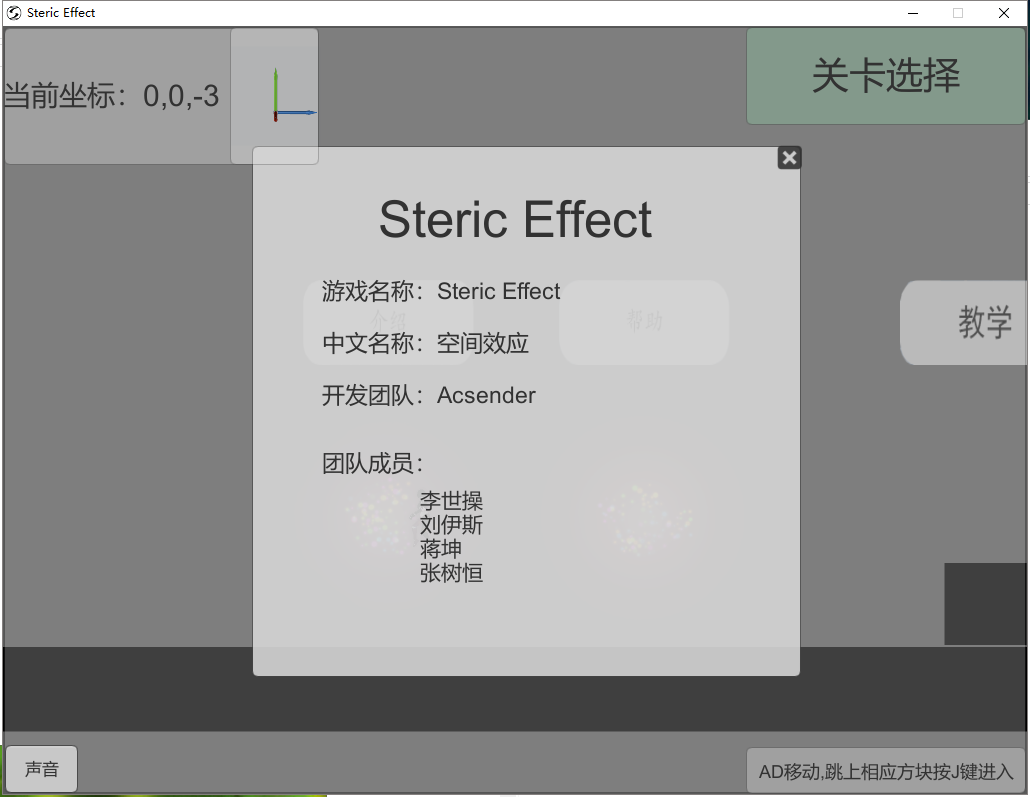 Steric Effect
当前坐标：0,0,-3
关卡选择
Steric Effect
游戏名称：Steric Effect
介绍
帮助
教学
中文名称：空间效应
开发团队：Acsender
团队成员：
李世操
刘伊斯
蒋坤
张树恒
声音
AD移动,跳上相应方块按J键进入